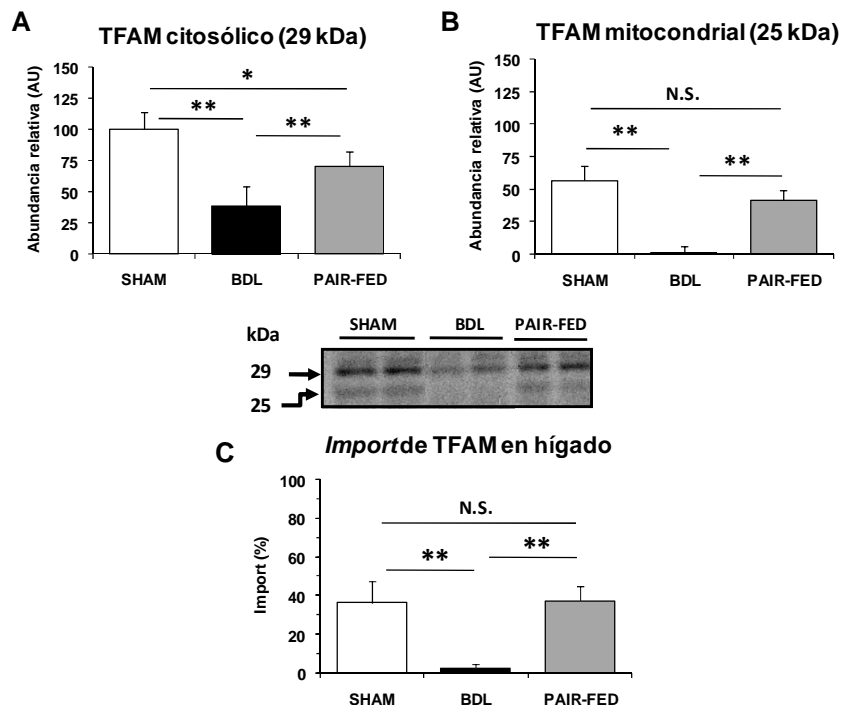 A
TFAM citosólico (29 kDa)
Abundancia relativa (AU)
150
125
100
75
50
25
0
*
**
**
SHAM BDL PAIR-FED
B
TFAM mitocondrial (25 kDa)
Abundancia relativa (AU)
150
125
100
75
50
25
0
N.S.
**
**
SHAM BDL PAIR-FED
kDa
SHAM BDL PAIR-FED
29
25
C
Import de TFAM en hígado
Import (%)
100
80
60
40
20
0
N.S.
**
**
SHAM BDL PAIR-FED